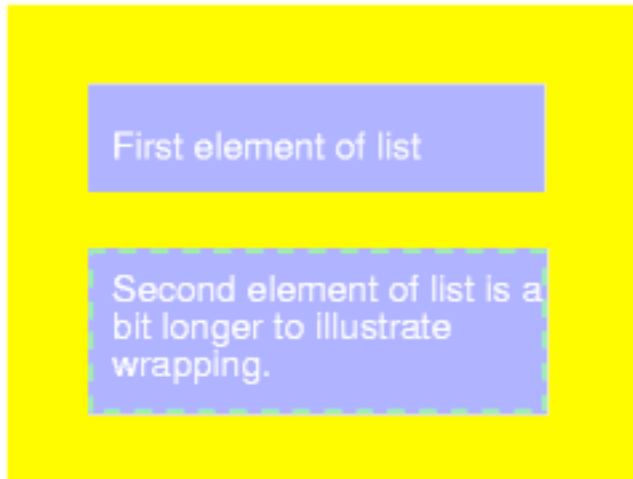 First element of list
Second element of list is a
bit longer to illustrate
wrapping.